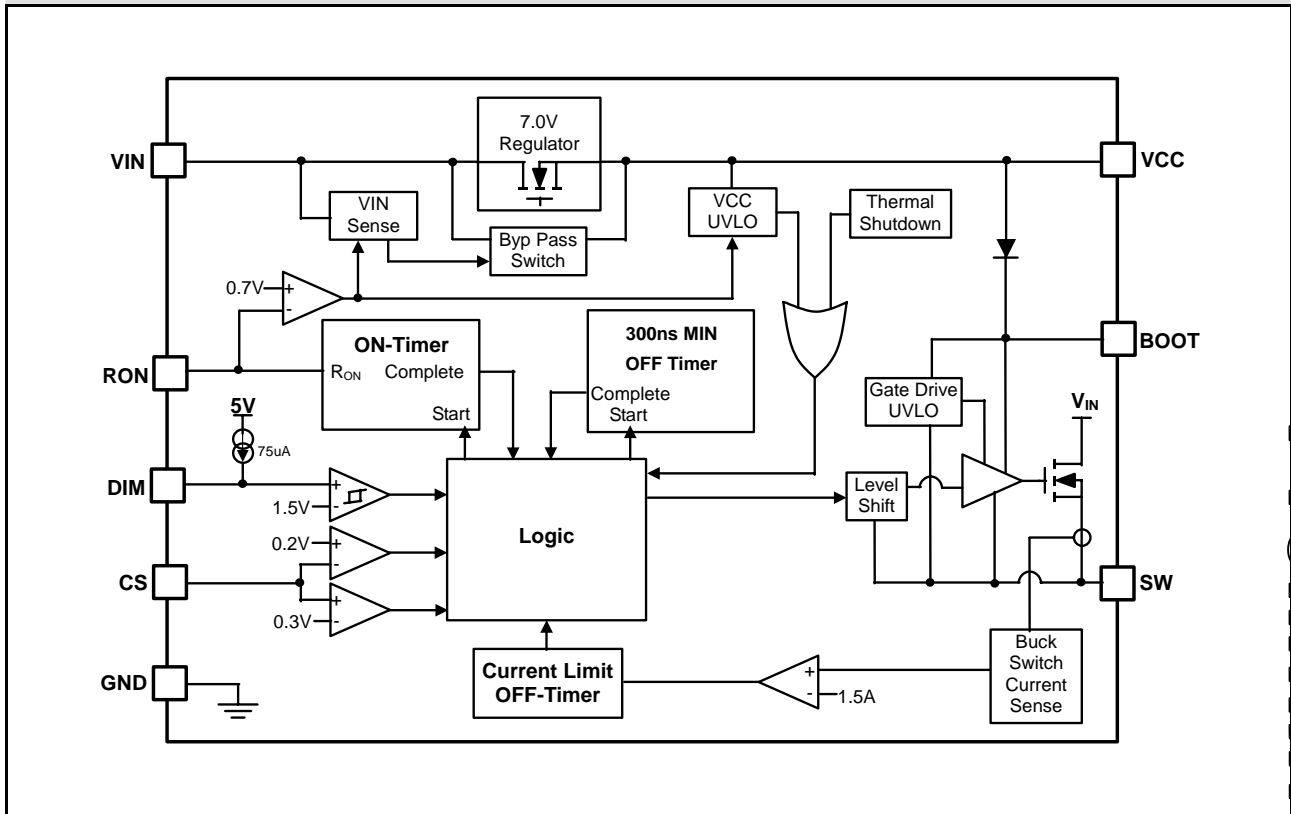 7.0V
Regulator
VIN
VCC
VIN
Sense
Byp Pass
Switch
VCC
UVLO
Thermal
Shutdown
0.7V
+
-
RON
ON-Timer
RON Complete
Start
300ns MIN
OFF Timer
Complete
Start
BOOT
Gate Drive
UVLO
VIN
5V
75uA
DIM
+
1.5V
-
Level
Shift
Logic
0.2V
+
-
CS
+
0.3V
-
SW
GND
Current Limit
OFF-Timer
+
-
1.5A
Buck
Switch
Current
Sense